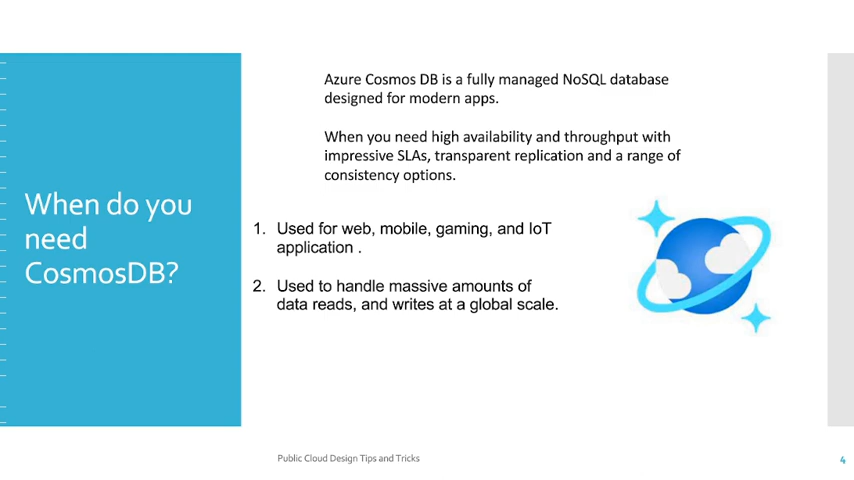 When do you
need
CosmosDB?
Azure Cosmos DB is a fully managed NoSQL database
designed for modern apps.
When you need high availability and throughput with
impressive SLAs, transparent replication and a range of
consistency options.
1. Used for web, mobile, gaming, and IoT
application .
2. Used to handle massive amounts of
data reads, and writes at a global scale.
Public Cloud Design Tips and Tricks
4